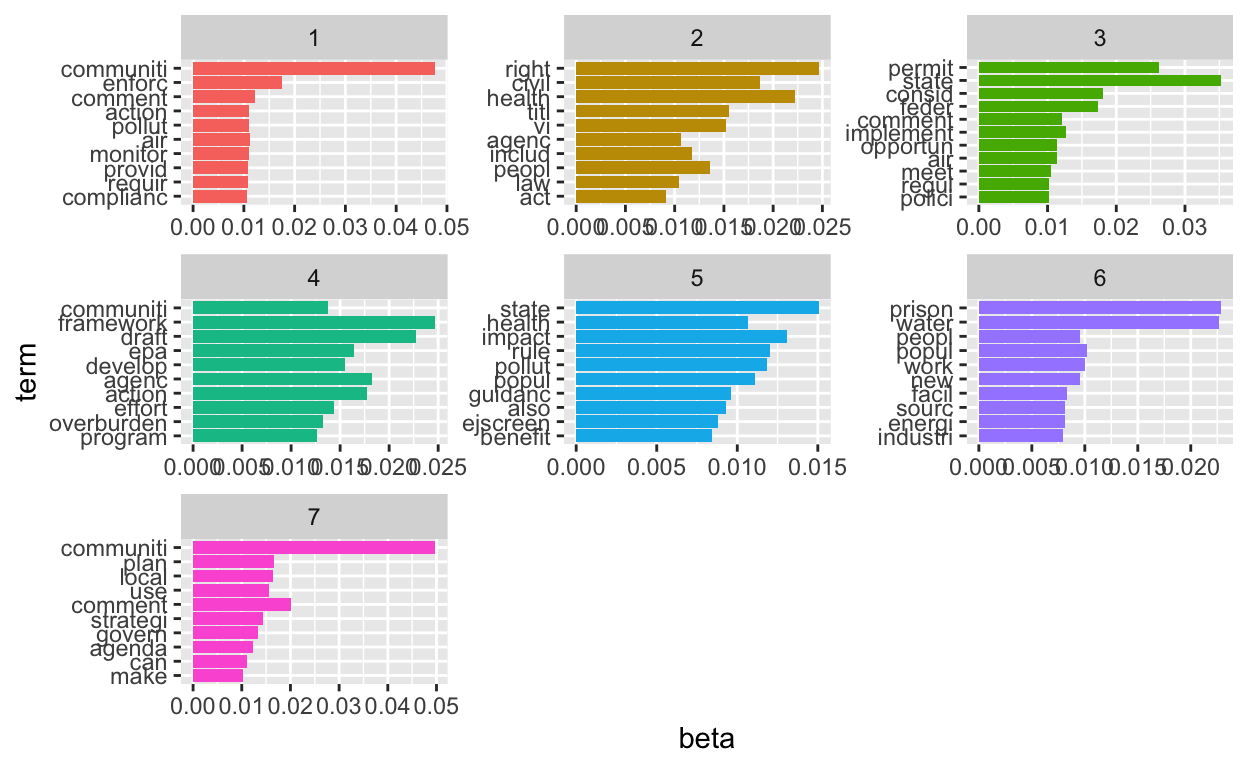 1
communiti
enforc
comment
action
pollut
air
monitor
provid
requir
complianc
0.00 0.01 0.02 0.03 0.04 0.05
2
right
civil
health
titl
vi
agenc
includ
peopl
law
act
0.000 0.005 0.010 0.015 0.020 0.025
3
permit
state
consid
feder
comment
implement
opportun
air
meet
regul
polici
0.00 0.01 0.02 0.03
4
communiti
framework
draft
epa
develop
agenc
action
effort
overburden
program
0.000 0.005 0.010 0.015 0.020 0.025
5
state
health
impact
rule
pollut
popul
guidanc
also
ejscreen
benefit
0.000 0.005 0.010 0.015
6
prison
water
peopl
popul
work
new
facil
sourc
energi
industri
0.000 0.005 0.010 0.015 0.020
7
communiti
plan
local
use
comment
strategi
govern
agenda
can
make
0.00 0.01 0.02 0.03 0.04 0.05
term
beta